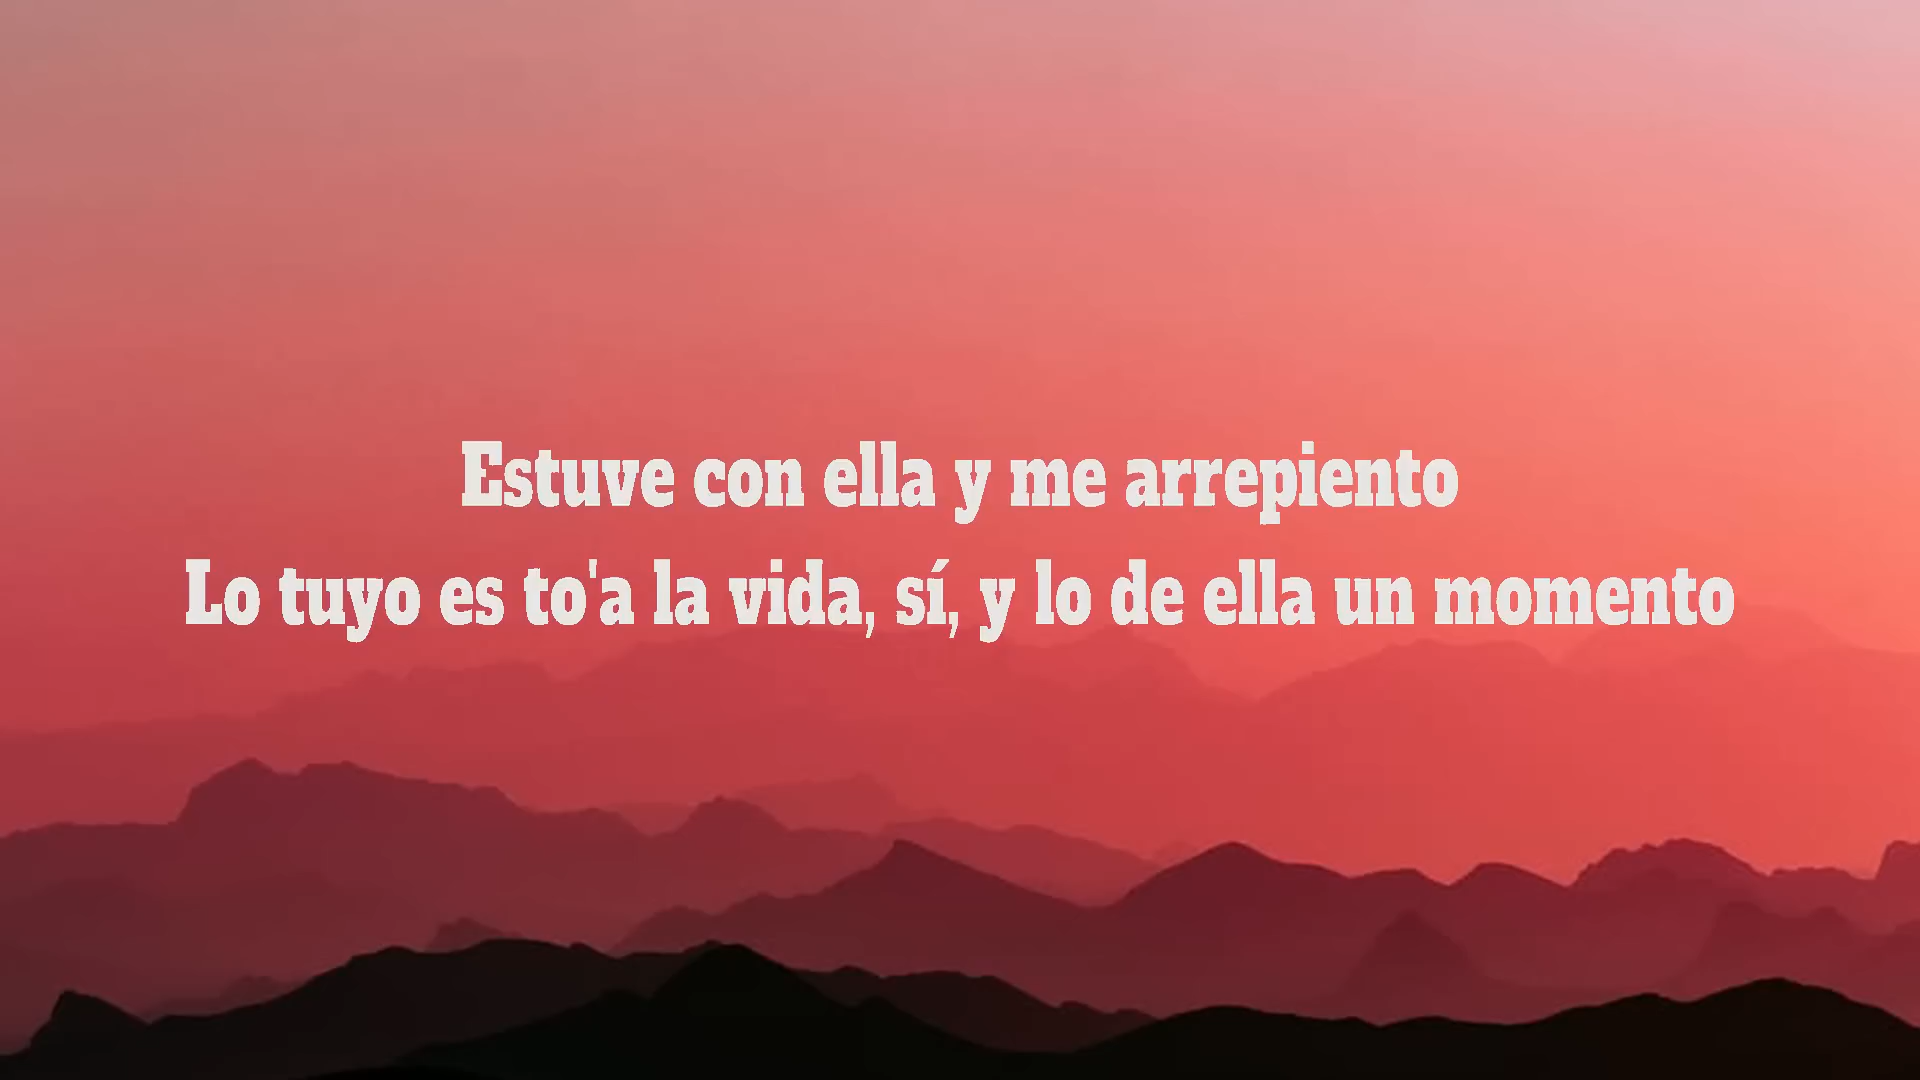 Estuve con ella y me arrepiento
Lo tuyo es to'a la vida, sí, y lo de ella un momento